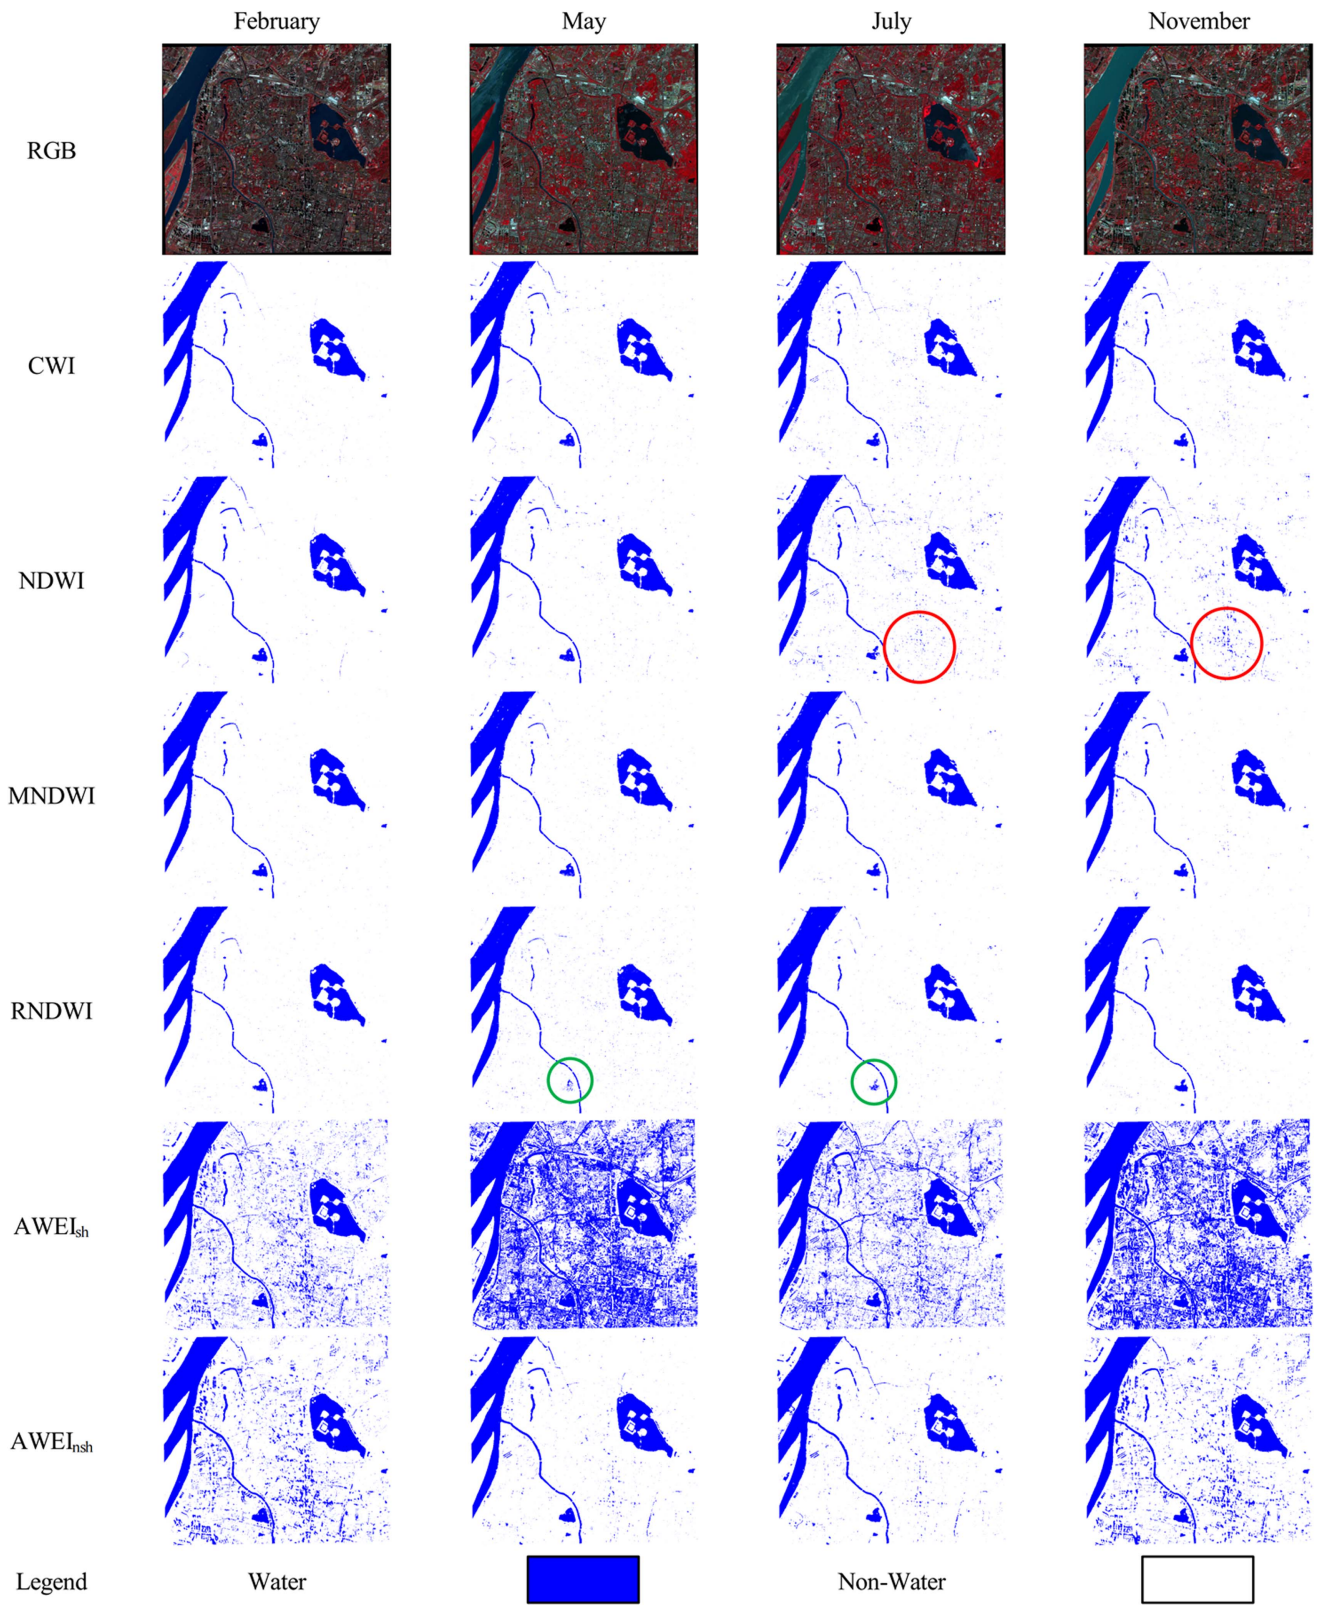 February May July November
RGB
CWI
NDWI
MNDWI
RNDWI
AWEIsh
AWEInsh
Legend Water Non-Water